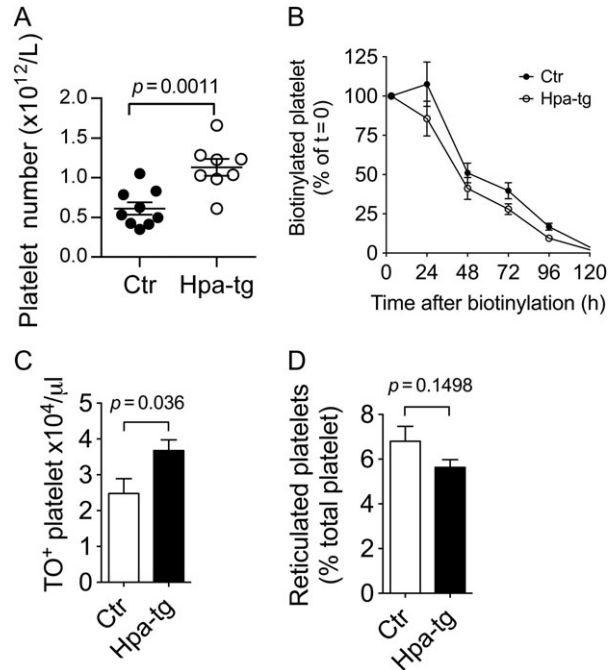 A
Platelet number (x10¹²/L)
p=0.0011
2.0
1.5
1.0
0.5
0.0
Ctr Hpa-tg
B
Biotinylated platelet
(% of t=0)
125
100
75
50
25
0
Ctr
Hpa-tg
0 24 48 72 96 120
Time after biotinylation (h)
C
TO⁺ platelet x10⁴/μl
p=0.036
5
4
3
2
1
0
Ctr
Hpa-tg
D
Reticulated platelets
(% total platelet)
p=0.1498
8
6
4
2
0
Ctr
Hpa-tg